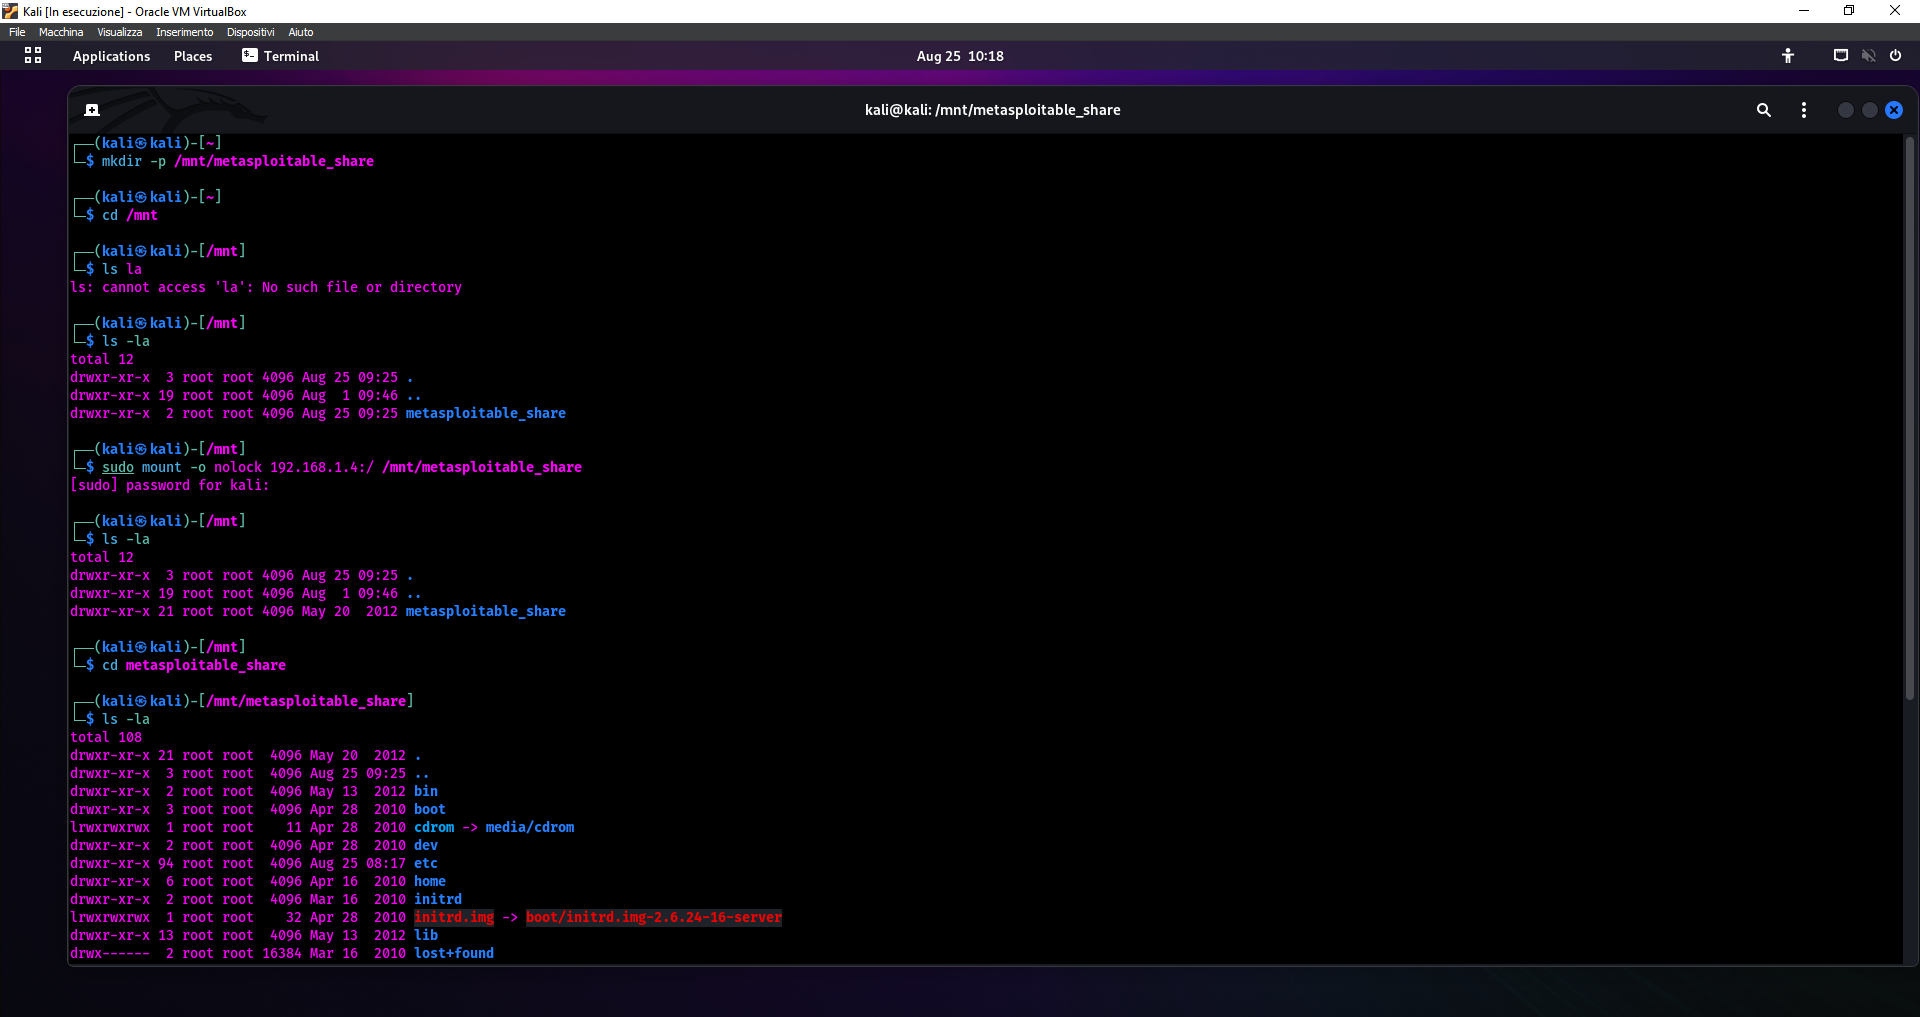 Kali [In esecuzione] - Oracle VM VirtualBox
File Macchina Visualizza Inserimento Dispositivi Aiuto
Applications Places Terminal Aug 25 10:18
kali@kali: /mnt/metasploitable_share
┌──(kali㉿kali)-[~]
└─$ mkdir -p /mnt/metasploitable_share
┌──(kali㉿kali)-[~]
└─$ cd /mnt
┌──(kali㉿kali)-[/mnt]
└─$ ls la
ls: cannot access 'la': No such file or directory
┌──(kali㉿kali)-[/mnt]
└─$ ls -la
total 12
drwxr-xr-x  3 root root 4096 Aug 25 09:25 .
drwxr-xr-x 19 root root 4096 Aug  1 09:46 ..
drwxr-xr-x  2 root root 4096 Aug 25 09:25 metasploitable_share
┌──(kali㉿kali)-[/mnt]
└─$ sudo mount -o nolock 192.168.1.4:/ /mnt/metasploitable_share
[sudo] password for kali:
┌──(kali㉿kali)-[/mnt]
└─$ ls -la
total 12
drwxr-xr-x  3 root root 4096 Aug 25 09:25 .
drwxr-xr-x 19 root root 4096 Aug  1 09:46 ..
drwxr-xr-x 21 root root 4096 May 20  2012 metasploitable_share
┌──(kali㉿kali)-[/mnt]
└─$ cd metasploitable_share
┌──(kali㉿kali)-[/mnt/metasploitable_share]
└─$ ls -la
total 108
drwxr-xr-x 21 root root  4096 May 20  2012 .
drwxr-xr-x  3 root root  4096 Aug 25 09:25 ..
drwxr-xr-x  2 root root  4096 May 13  2012 bin
drwxr-xr-x  3 root root  4096 Apr 28  2010 boot
lrwxrwxrwx  1 root root    11 Apr 28  2010 cdrom -> media/cdrom
drwxr-xr-x  2 root root  4096 Apr 28  2010 dev
drwxr-xr-x 94 root root  4096 Aug 25 08:17 etc
drwxr-xr-x  6 root root  4096 Apr 16  2010 home
drwxr-xr-x  2 root root  4096 Mar 16  2010 initrd
lrwxrwxrwx  1 root root    32 Apr 28  2010 initrd.img -> boot/initrd.img-2.6.24-16-server
drwxr-xr-x 13 root root  4096 May 13  2012 lib
drwx------  2 root root 16384 Mar 16  2010 lost+found